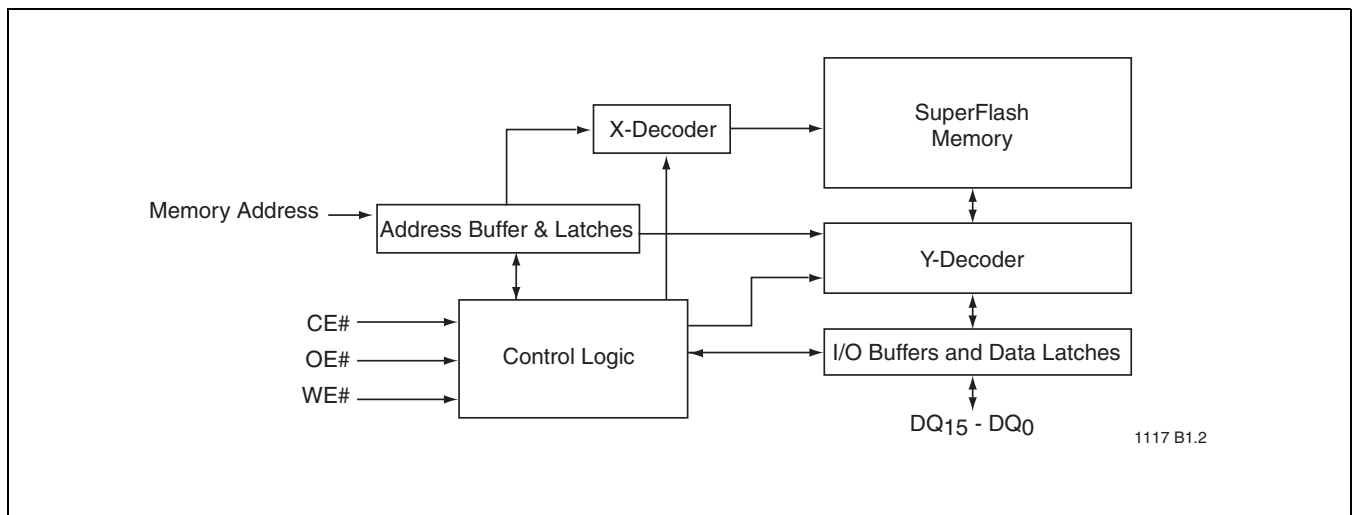 SuperFlash
Memory
X-Decoder
Memory Address
Address Buffer & Latches
Y-Decoder
CE#
OE#
WE#
Control Logic
I/O Buffers and Data Latches
DQ15 - DQ0
1117 B1.2